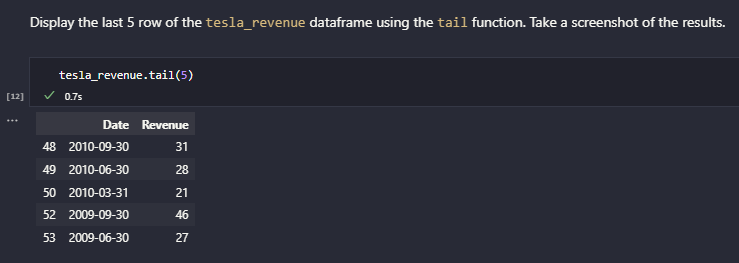 Display the last 5 row of the tesla_revenue dataframe using the tail function. Take a screenshot of the results.
tesla_revenue.tail(5)
[12] ✓ 0.7s
...
Date Revenue
48 2010-09-30 31
49 2010-06-30 28
50 2010-03-31 21
52 2009-09-30 46
53 2009-06-30 27